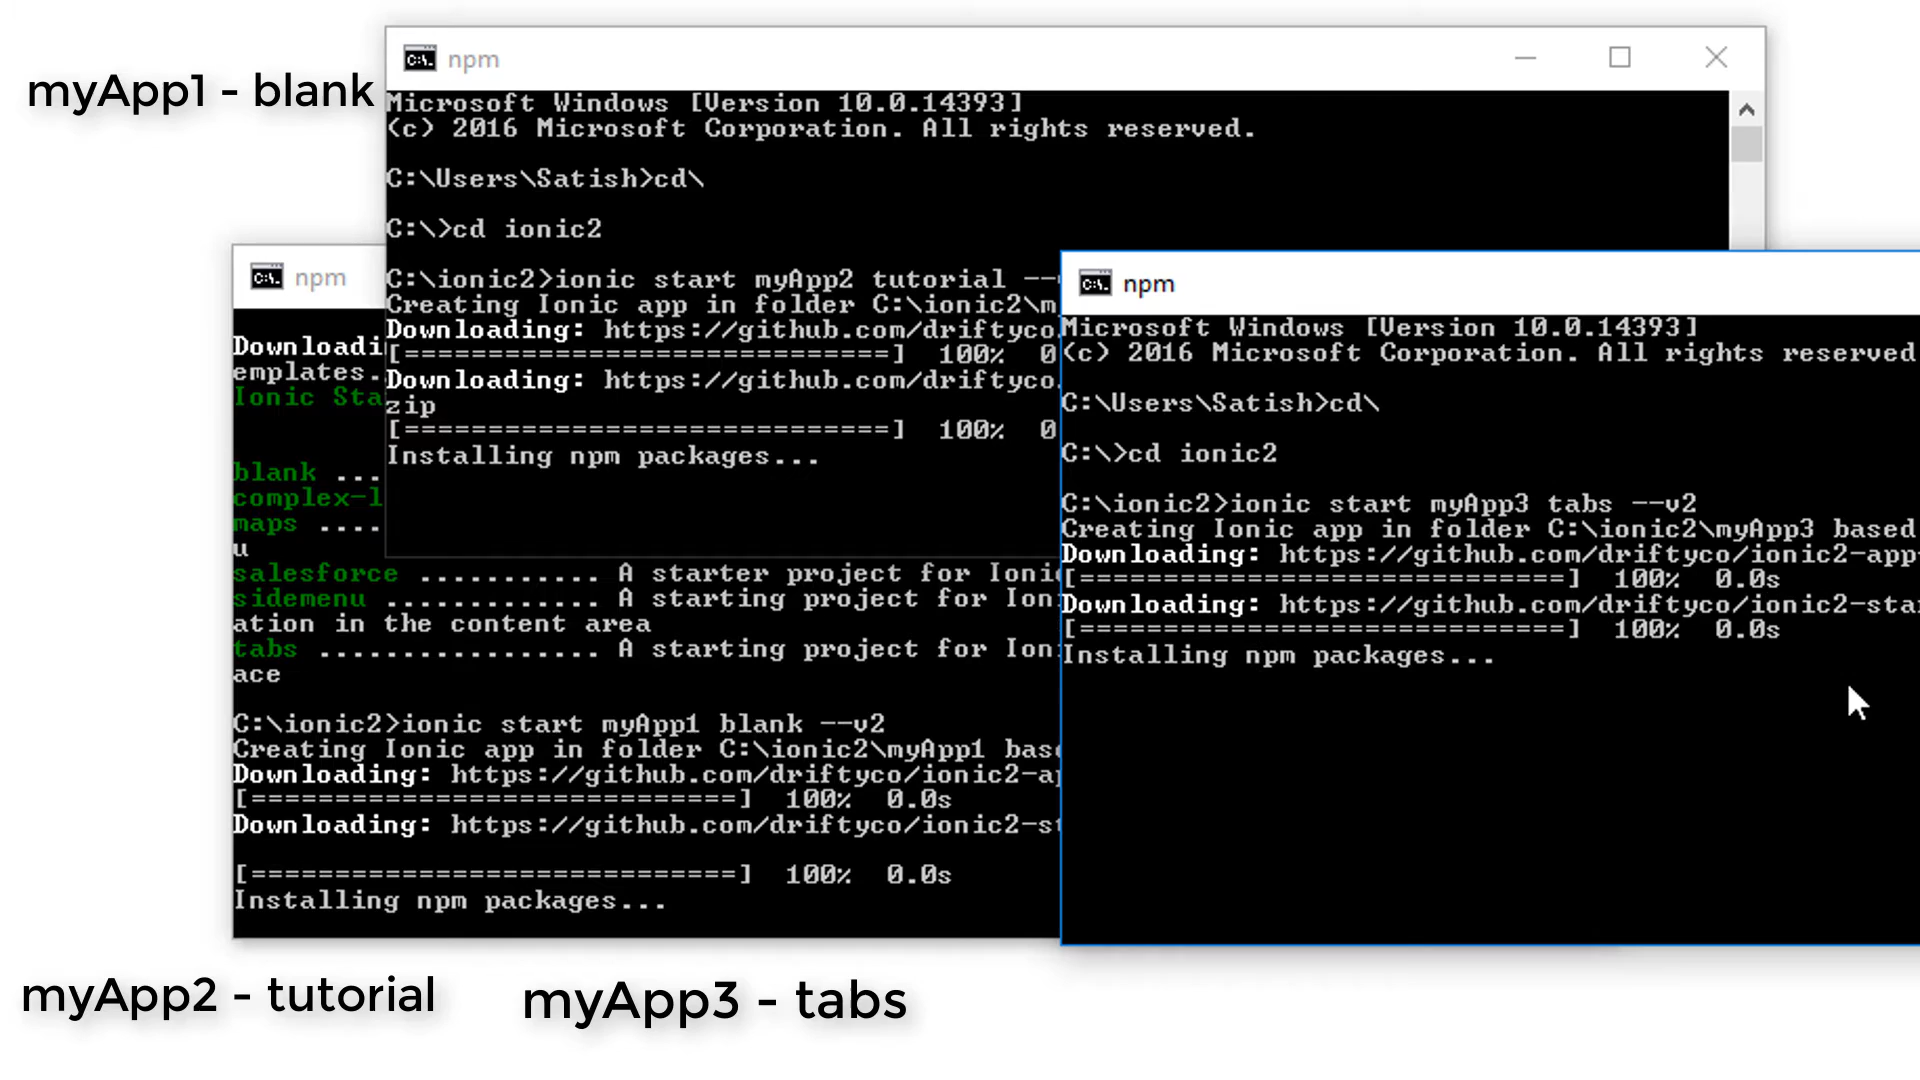 myApp1 - blank
npm
Microsoft Windows [Version 10.0.14393]
(c) 2016 Microsoft Corporation. All rights reserved.
C:\Users\Satish>cd\
C:\>cd ionic2
C:\ionic2>ionic start myApp2 tutorial --
Creating Ionic app in folder C:\ionic2\m
Downloading: https://github.com/driftyco.
[=============================] 100% 0
Downloading: https://github.com/driftyco.
zip
[=============================] 100% 0
Installing npm packages...
npm
Downloadi
emplates.
Ionic Sta
blank ...
complex-l
maps ....
u
salesforce ........... A starter project for Ioni
sidemenu ............. A starting project for Ion
ation in the content area
tabs ................. A starting project for Ion
ace
C:\ionic2>ionic start myApp1 blank --v2
Creating Ionic app in folder C:\ionic2\myApp1 base
Downloading: https://github.com/driftyco/ionic2-ap
[=============================] 100% 0.0s
Downloading: https://github.com/driftyco/ionic2-st
[=============================] 100% 0.0s
Installing npm packages...
npm
Microsoft Windows [Version 10.0.14393]
(c) 2016 Microsoft Corporation. All rights reserved
C:\Users\Satish>cd\
C:\>cd ionic2
C:\ionic2>ionic start myApp3 tabs --v2
Creating Ionic app in folder C:\ionic2\myApp3 based
Downloading: https://github.com/driftyco/ionic2-app
[=============================] 100% 0.0s
Downloading: https://github.com/driftyco/ionic2-sta
[=============================] 100% 0.0s
Installing npm packages...
myApp2 - tutorial
myApp3 - tabs